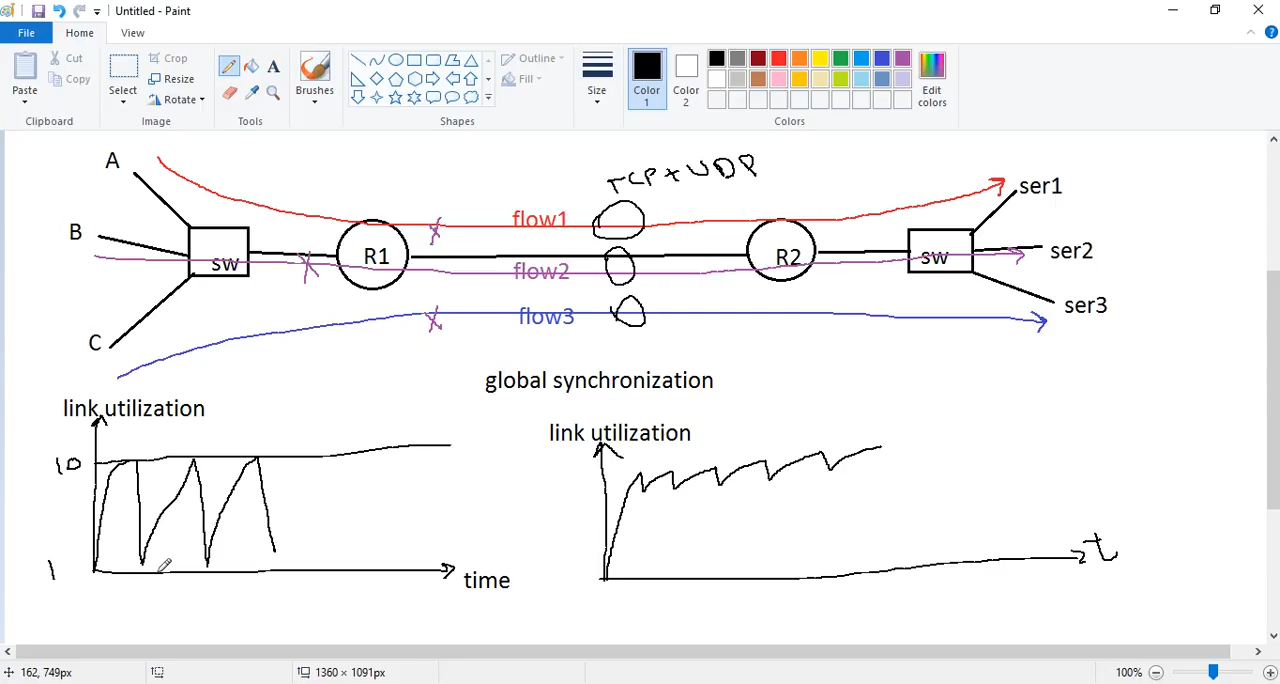 Untitled - Paint
File
Home
View
Paste
Cut
Copy
Clipboard
Select
Crop
Resize
Rotate
Image
A
Tools
Brushes
Shapes
Outline
Fill
Size
Color 1
Color 2
Edit colors
Colors
A
TCP + UDP
ser1
flow1
B
sw
R1
R2
sw
ser2
flow2
ser3
flow3
C
global synchronization
link utilization
link utilization
10
1
time
t
162, 749px
1360 × 1091px
100%